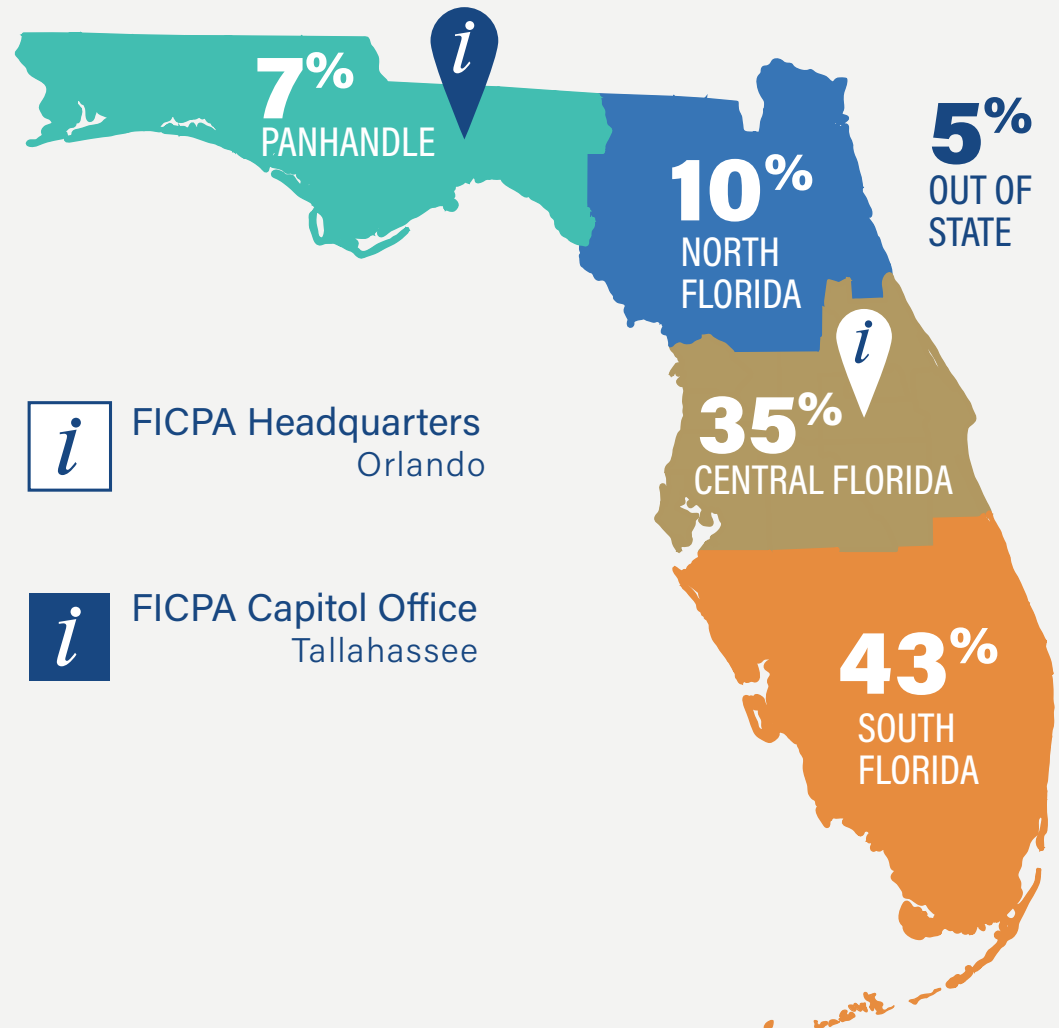 i
7%
PANHANDLE
5%
OUT OF
STATE
10%
NORTH
FLORIDA
i
35%
CENTRAL FLORIDA
i
FICPA Headquarters
Orlando
i
FICPA Capitol Office
Tallahassee
43%
SOUTH
FLORIDA